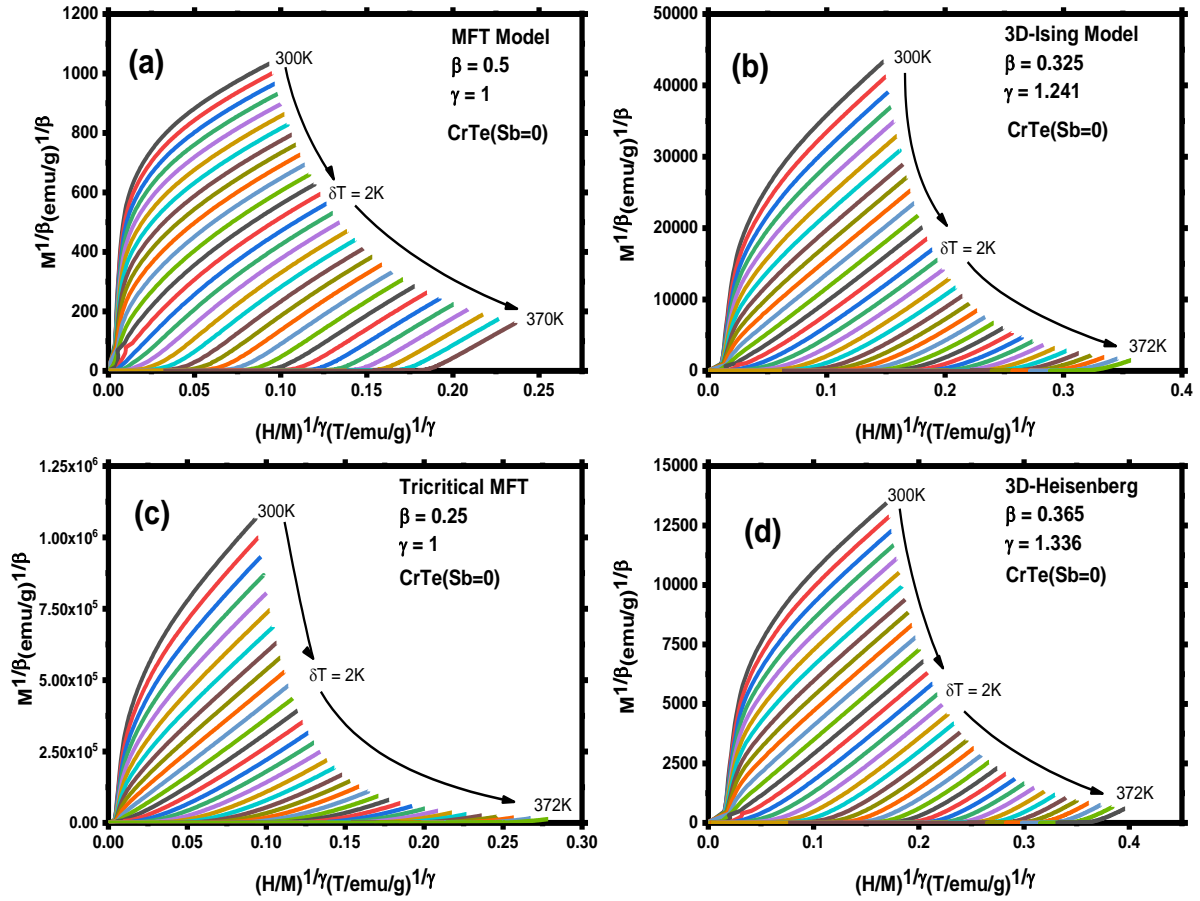 (a)
MFT Model
β = 0.5
γ = 1
CrTe(Sb=0)
300K
δT = 2K
370K
1200
1000
800
600
400
200
0
0.00 0.05 0.10 0.15 0.20 0.25
M^1/β(emu/g)^1/β
(H/M)^1/γ(T/emu/g)^1/γ
(b)
3D-Ising Model
β = 0.325
γ = 1.241
CrTe(Sb=0)
300K
δT = 2K
372K
50000
40000
30000
20000
10000
0
0.0 0.1 0.2 0.3 0.4
M^1/β(emu/g)^1/β
(H/M)^1/γ(T/emu/g)^1/γ
(c)
Tricritical MFT
β = 0.25
γ = 1
CrTe(Sb=0)
300K
δT = 2K
372K
1.25x10^6
1.00x10^6
7.50x10^5
5.00x10^5
2.50x10^5
0.00
0.00 0.05 0.10 0.15 0.20 0.25 0.30
M^1/β(emu/g)^1/β
(H/M)^1/γ(T/emu/g)^1/γ
(d)
3D-Heisenberg
β = 0.365
γ = 1.336
CrTe(Sb=0)
300K
δT = 2K
372K
15000
12500
10000
7500
5000
2500
0
0.0 0.1 0.2 0.3 0.4
M^1/β(emu/g)^1/β
(H/M)^1/γ(T/emu/g)^1/γ